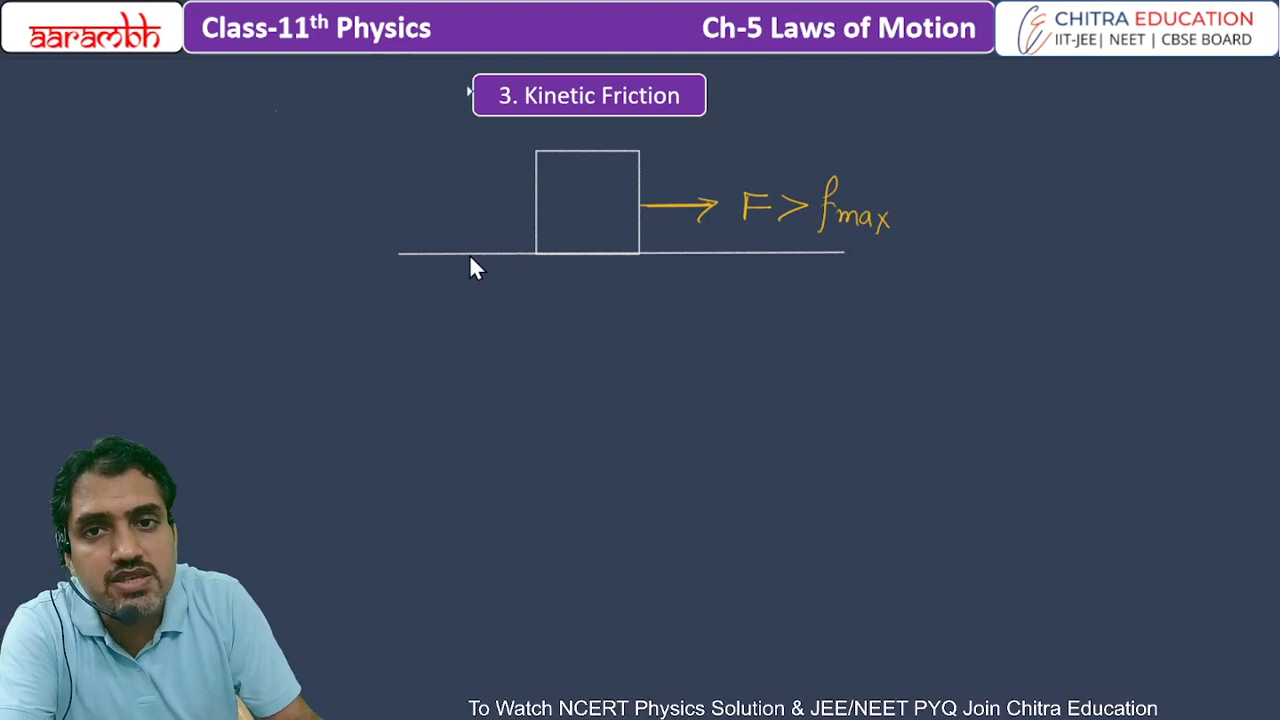 aarambh
Class-11th Physics
Ch-5 Laws of Motion
CHITRA EDUCATION
IIT-JEE| NEET | CBSE BOARD
3. Kinetic Friction
F > fmax
To Watch NCERT Physics Solution & JEE/NEET PYQ Join Chitra Education